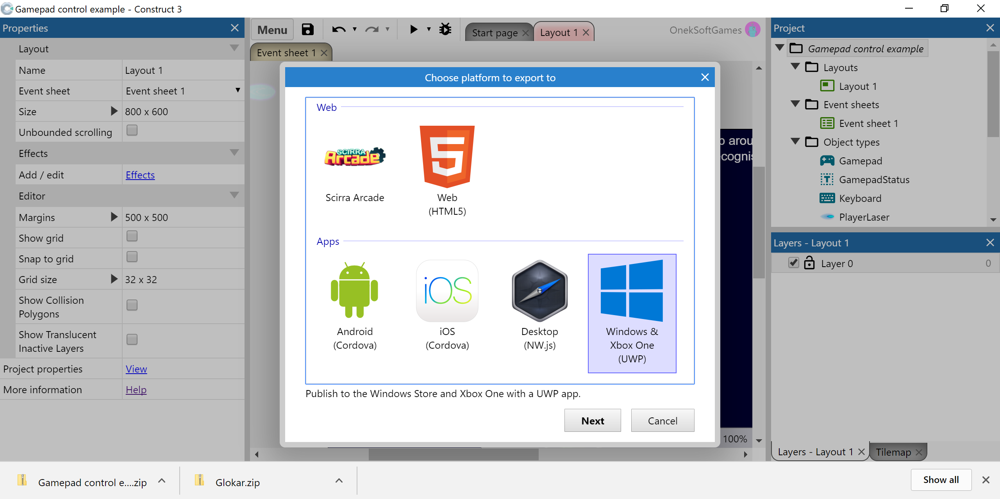 Gamepad control example - Construct 3
Properties
Layout
Name
Layout 1
Event sheet
Event sheet 1
Size
800 x 600
Unbounded scrolling
Effects
Add / edit
Effects
Editor
Margins
500 x 500
Show grid
Snap to grid
Grid size
32 x 32
Show Collision
Polygons
Show Translucent
Inactive Layers
Project properties
View
More information
Help
Menu
Start page
Layout 1
OnekSoftGames
Event sheet 1
Choose platform to export to
Web
SCIRRA
Arcade
Scirra Arcade
Web
(HTML5)
Apps
Android
(Cordova)
iOS
iOS
(Cordova)
Desktop
(NW.js)
Windows &
Xbox One
(UWP)
Publish to the Windows Store and Xbox One with a UWP app.
Next
Cancel
100%
Project
Gamepad control example
Layouts
Layout 1
Event sheets
Event sheet 1
Object types
Gamepad
GamepadStatus
Keyboard
PlayerLaser
Layers - Layout 1
Layer 0
0
Layers - Layout 1
Tilemap
Gamepad control e....zip
Glokar.zip
Show all